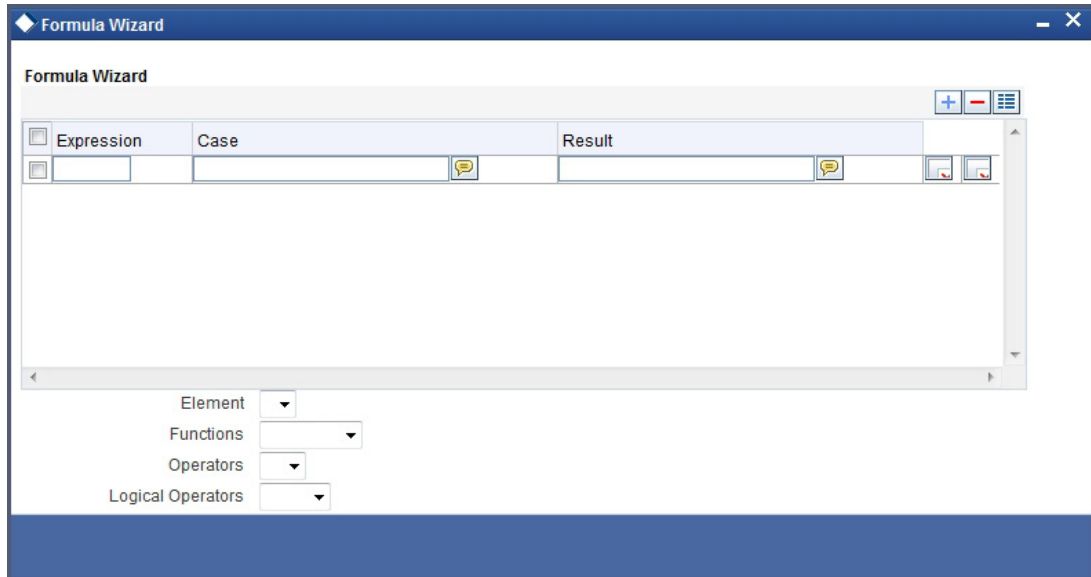 Formula Wizard
Formula Wizard
Expression Case Result
Element
Functions
Operators
Logical Operators